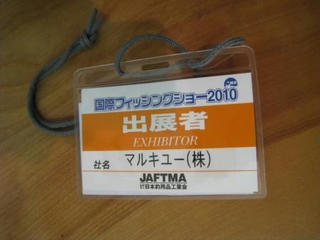 国際フィッシングショー2010
出展者
EXHIBITOR
社名 マルキユー(株)
JAFTMA
日本釣用品工業会